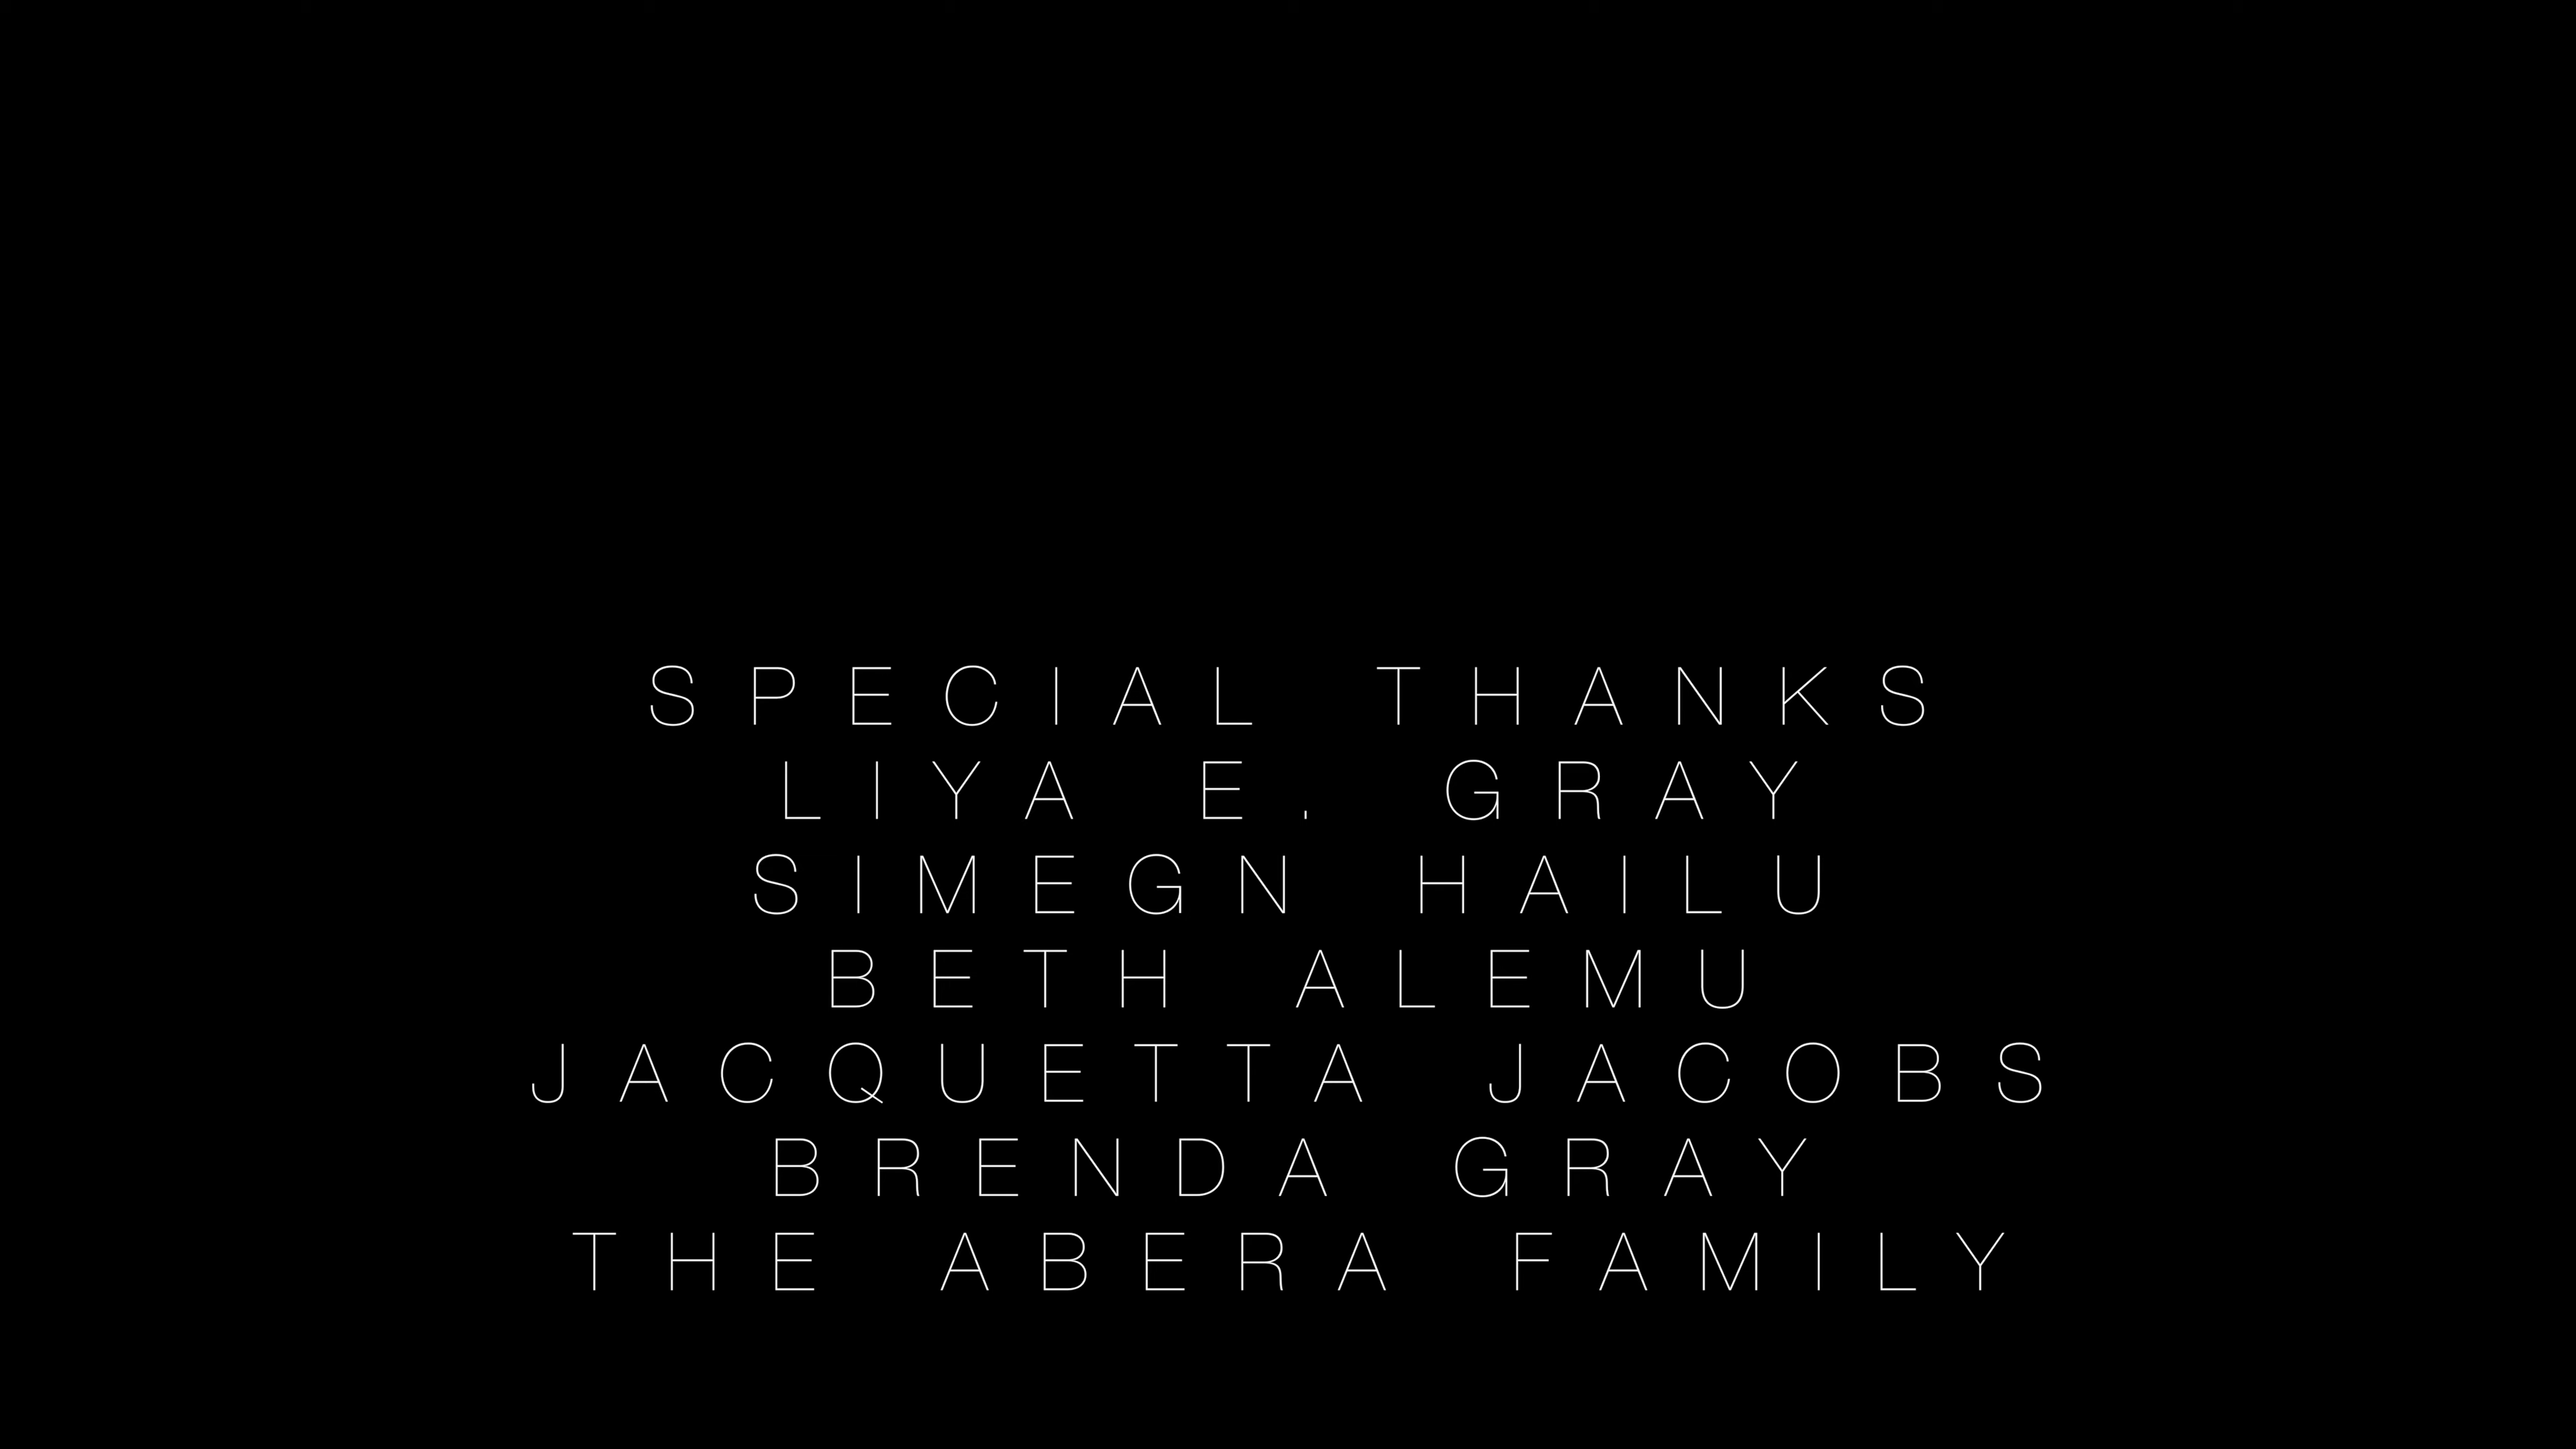 SPECIAL THANKS
LIYA E. GRAY
SIMEGN HAILU
BETH ALEMU
JACQUETTA JACOBS
BRENDA GRAY
THE ABERA FAMILY